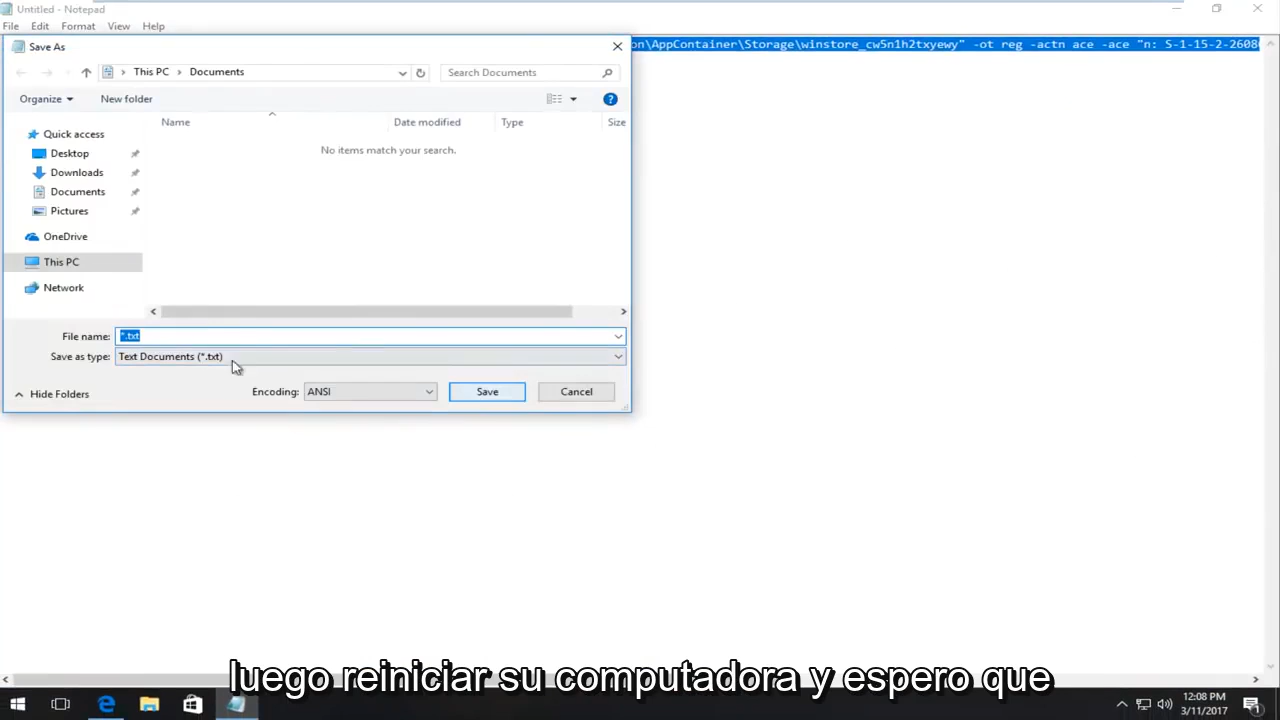 Untitled - Notepad
File Edit Format View Help
Save As
on\AppContainer\Storage\winstore_cw5n1h2txyewy" -ot reg -actn ace -ace "n: S-1-15-2-2608
This PC > Documents
Search Documents
Organize New folder
Name Date modified Type Size
No items match your search.
Quick access
Desktop
Downloads
Documents
Pictures
OneDrive
This PC
Network
File name: *.txt
Save as type: Text Documents (*.txt)
Hide Folders
Encoding: ANSI
Save Cancel
luego reiniciar su computadora y espero que
12:08 PM
3/11/2017